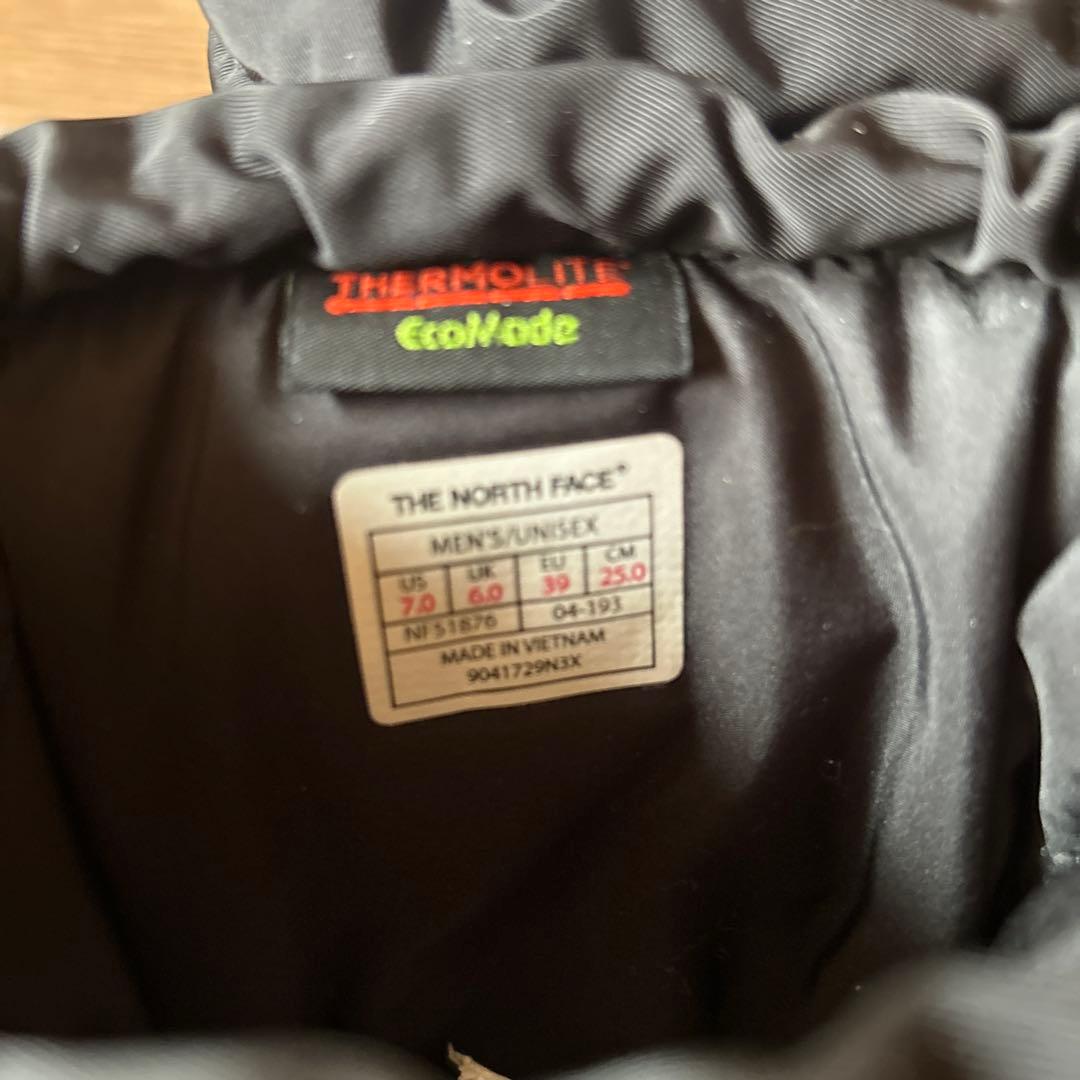 THERMOLITE®
EcoMade
THE NORTH FACE®
MEN'S/UNISEX
US UK EU CM
7.0 6.0 39 25.0
NF51876 04-193
MADE IN VIETNAM
9041729N3X